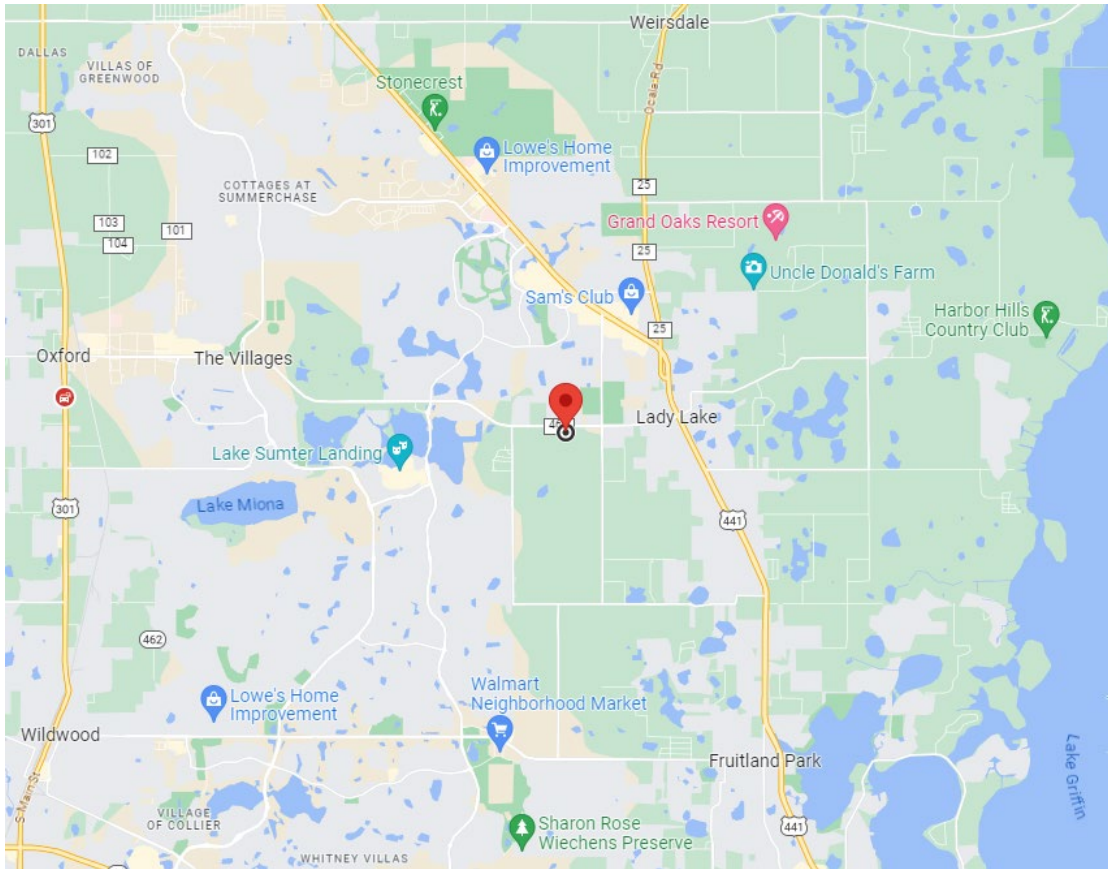 Weirsdale
DALLAS
VILLAS OF
GREENWOOD
Stonecrest
Ocala Rd
301
Lowe's Home
Improvement
102
COTTAGES AT
SUMMERCHASE
25
103
101
104
Grand Oaks Resort
25
Uncle Donald's Farm
Sam's Club
Harbor Hills
Country Club
25
Oxford
The Villages
Lady Lake
Lake Sumter Landing
Lake Miona
301
441
462
Lowe's Home
Improvement
Walmart
Neighborhood Market
Wildwood
Fruitland Park
Lake Griffin
S Main St
VILLAGE
OF COLLIER
Sharon Rose
Wiechens Preserve
441
WHITNEY VILLAS